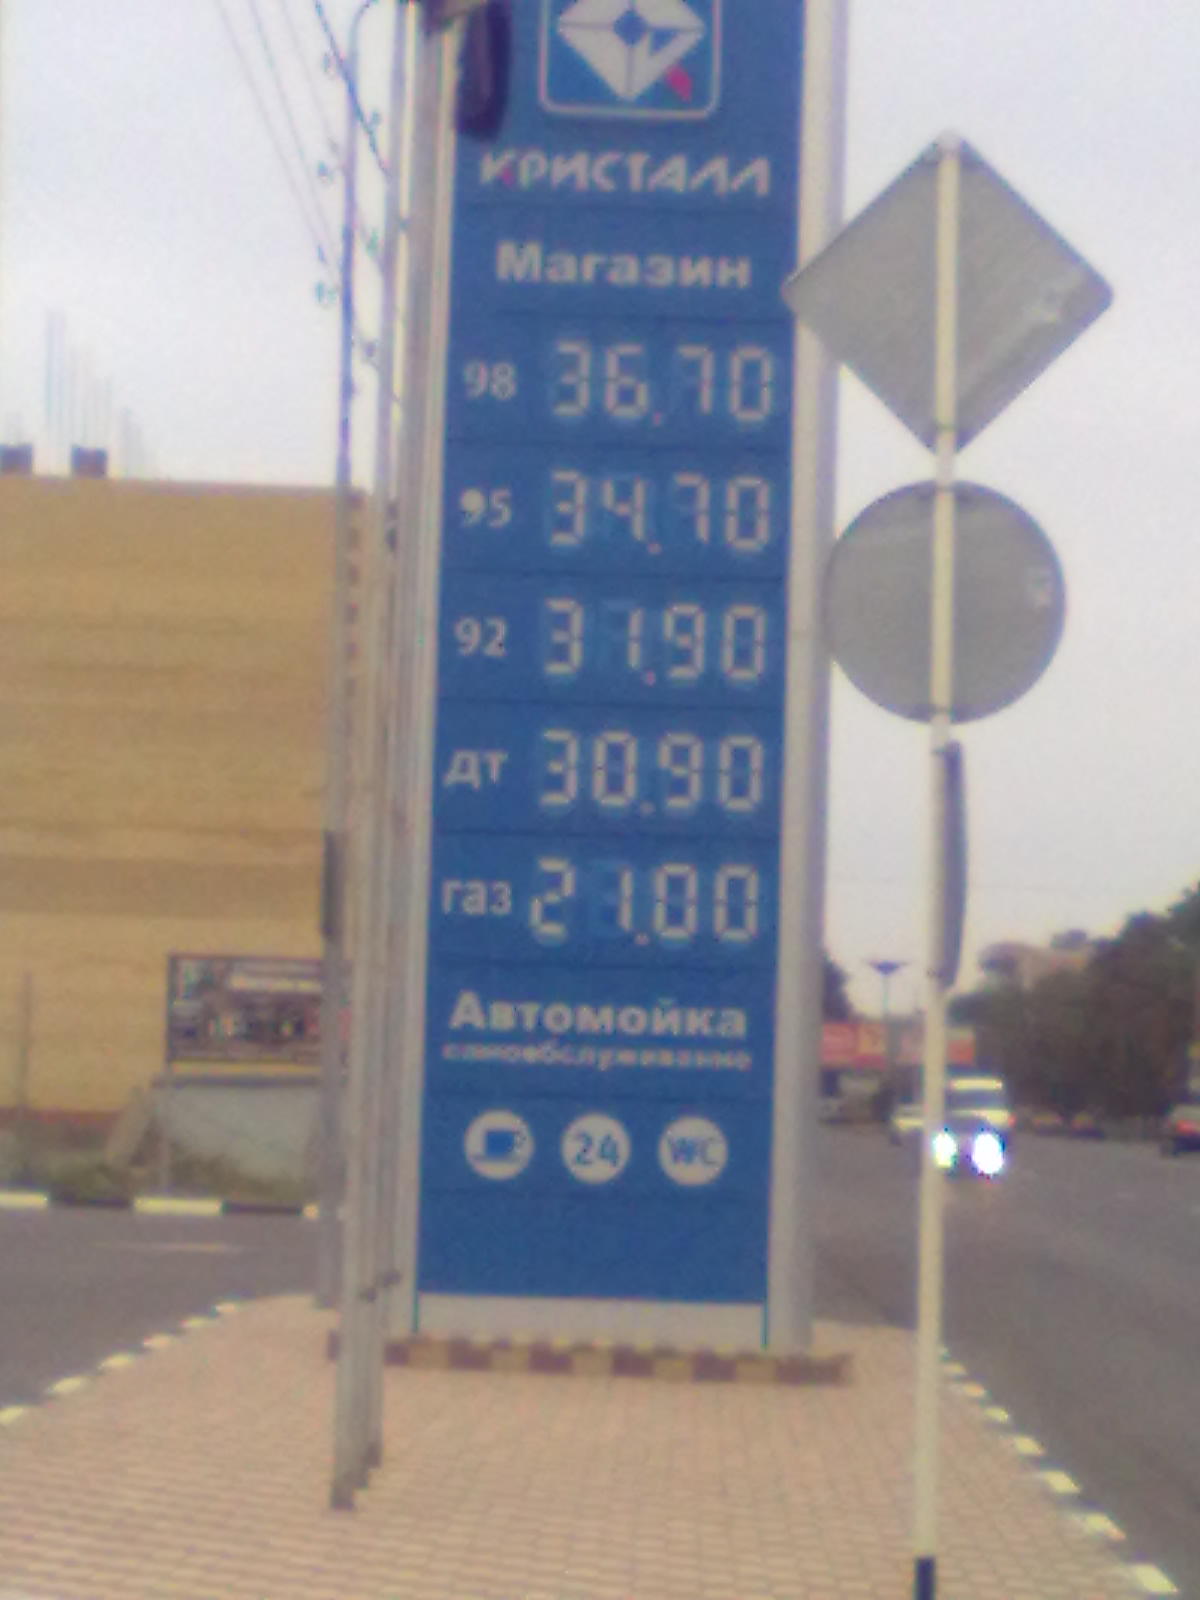 КРИСТАЛЛ
Магазин
98 36.70
95 34.70
92 31.90
ДТ 30.90
газ 21.00
Автомойка
самообслуживание
24 WC